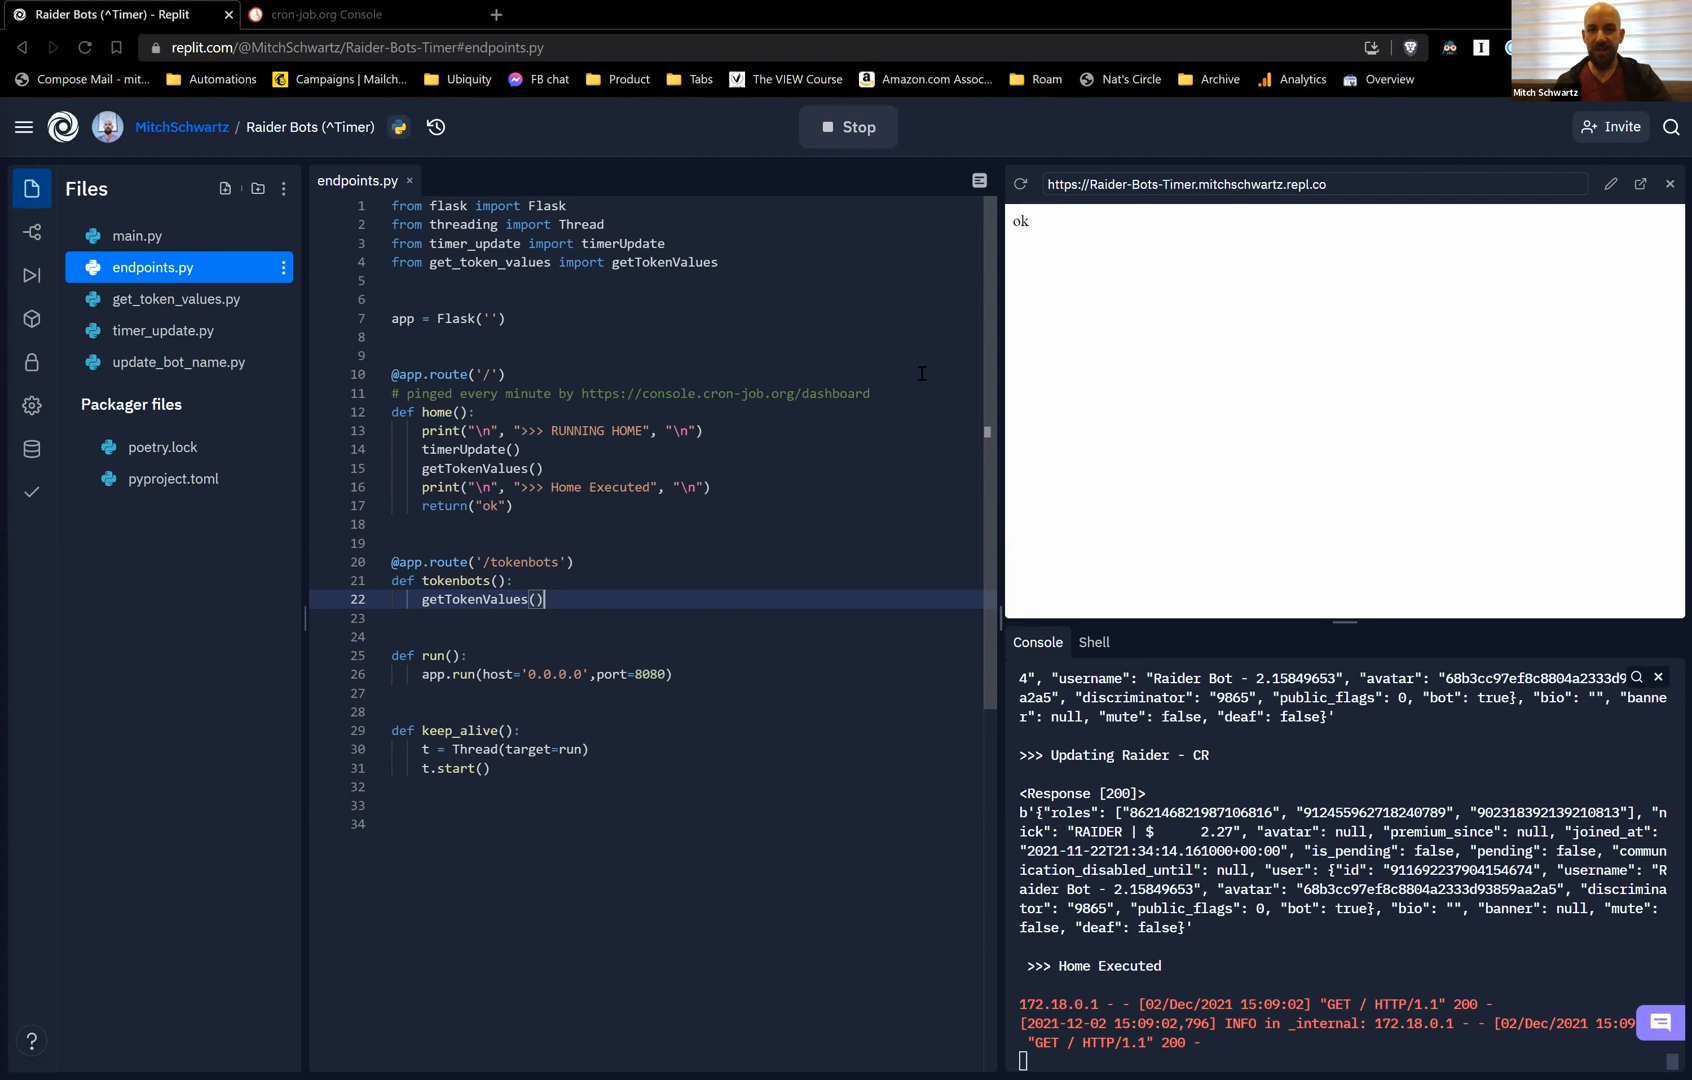 Raider Bots (^Timer) - Replit
cron-job.org Console
replit.com/@MitchSchwartz/Raider-Bots-Timer#endpoints.py
Compose Mail - mit...
Automations
Campaigns | Mailch...
Ubiquity
FB chat
Product
Tabs
The VIEW Course
Amazon.com Assoc...
Roam
Nat's Circle
Archive
Analytics
Overview
Mitch Schwartz
MitchSchwartz / Raider Bots (^Timer)
Stop
Invite
Files
main.py
endpoints.py
get_token_values.py
timer_update.py
update_bot_name.py
Packager files
poetry.lock
pyproject.toml
endpoints.py
1 from flask import Flask
2 from threading import Thread
3 from timer_update import timerUpdate
4 from get_token_values import getTokenValues
5
6
7 app = Flask('')
8
9
10 @app.route('/')
11 # pinged every minute by https://console.cron-job.org/dashboard
12 def home():
13 print("\n", ">>> RUNNING HOME", "\n")
14 timerUpdate()
15 getTokenValues()
16 print("\n", ">>> Home Executed", "\n")
17 return("ok")
18
19
20 @app.route('/tokenbots')
21 def tokenbots():
22 getTokenValues()
23
24
25 def run():
26 app.run(host='0.0.0.0',port=8080)
27
28
29 def keep_alive():
30 t = Thread(target=run)
31 t.start()
32
33
34
https://Raider-Bots-Timer.mitchschwartz.repl.co
ok
Console
Shell
4", "username": "Raider Bot - 2.15849653", "avatar": "68b3cc97ef8c8804a2333d9
a2a5", "discriminator": "9865", "public_flags": 0, "bot": true}, "bio": "", "banne
r": null, "mute": false, "deaf": false}'
>>> Updating Raider - CR
<Response [200]>
b'{"roles": ["862146821987106816", "912455962718240789", "902318392139210813"], "n
ick": "RAIDER | $ 2.27", "avatar": null, "premium_since": null, "joined_at":
"2021-11-22T21:34:14.161000+00:00", "is_pending": false, "pending": false, "commun
ication_disabled_until": null, "user": {"id": "911692237904154674", "username": "R
aider Bot - 2.15849653", "avatar": "68b3cc97ef8c8804a2333d93859aa2a5", "discrimina
tor": "9865", "public_flags": 0, "bot": true}, "bio": "", "banner": null, "mute":
false, "deaf": false}'
>>> Home Executed
172.18.0.1 - - [02/Dec/2021 15:09:02] "GET / HTTP/1.1" 200 -
[2021-12-02 15:09:02,796] INFO in _internal: 172.18.0.1 - - [02/Dec/2021 15:09
"GET / HTTP/1.1" 200 -